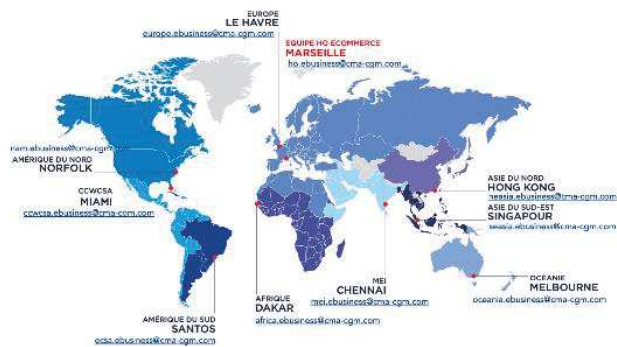 EUROPE
LE HAVRE
europe.ebusiness@cma-cgm.com
EQUIPE HO ECOMMERCE
MARSEILLE
ho.ebusiness@cma-cgm.com
nam.ebusiness@cma-cgm.com
AMÉRIQUE DU NORD
NORFOLK
CCWCSA
MIAMI
ccwcsa.ebusiness@cma-cgm.com
AMÉRIQUE DU SUD
SANTOS
ecsa.ebusiness@cma-cgm.com
AFRIQUE
DAKAR
africa.ebusiness@cma-cgm.com
MEI
CHENNAI
mei.ebusiness@cma-cgm.com
ASIE DU NORD
HONG KONG
neasia.ebusiness@cma-cgm.com
ASIE DU SUD-EST
SINGAPOUR
seasia.ebusiness@cma-cgm.com
OCÉANIE
MELBOURNE
oceania.ebusiness@cma-cgm.com